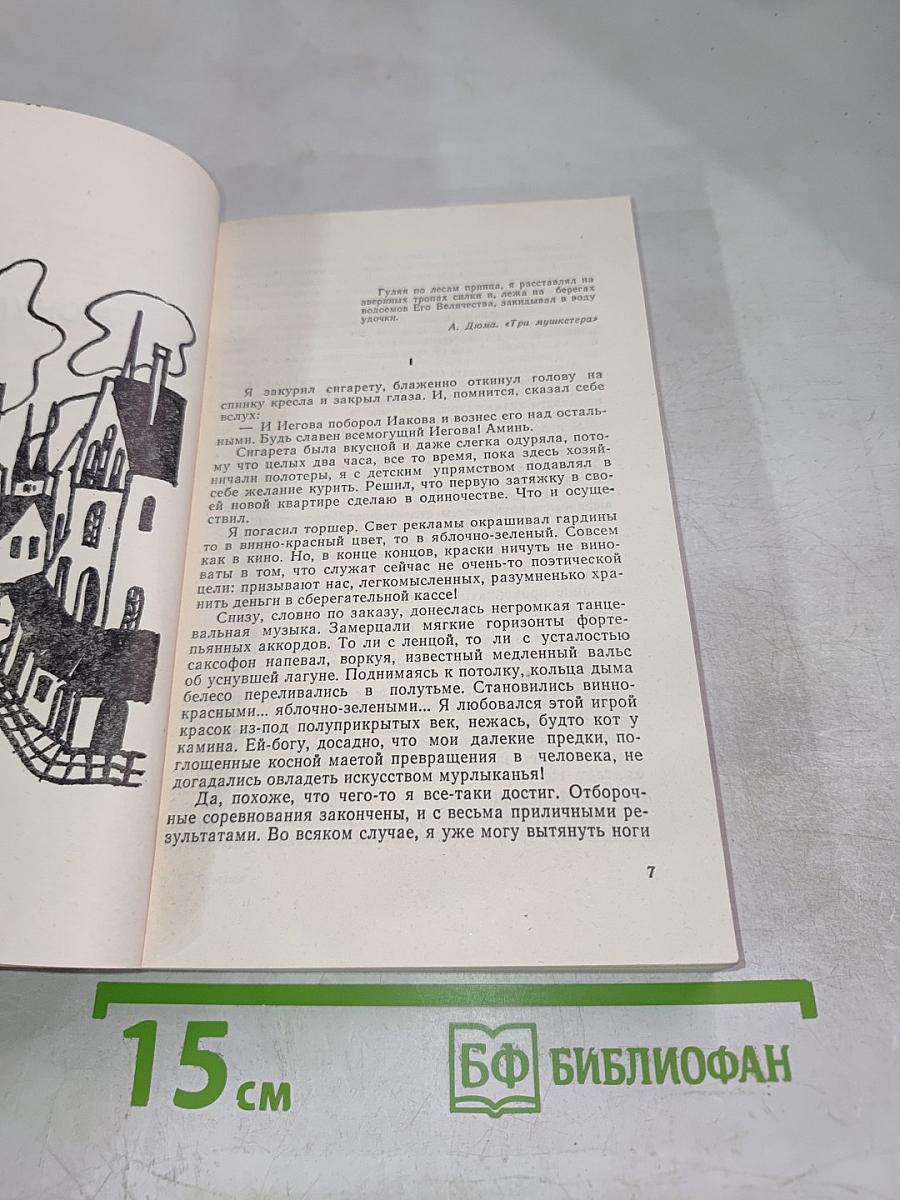 Гуляя по лесам принца, я расставлял на
звериных тропах силки и, лежа на берегах
водоемов Его Величества, закидывал в воду
удочки.
А. Дюма. «Три мушкетера»
1
Я закурил сигарету, блаженно откинул голову на
спинку кресла и закрыл глаза. И, помнится, сказал себе
вслух:
— И Иегова поборол Иакова и вознес его над осталь-
ными. Будь славен всемогущий Иегова! Аминь.
Сигарета была вкусной и даже слегка одуряла, пото-
му что целых два часа, все то время, пока здесь хозяй-
ничали полотеры, я с детским упрямством подавлял в
себе желание курить. Решил, что первую затяжку в сво-
ей новой квартире сделаю в одиночестве. Что и осуще-
ствил.
Я погасил торшер. Свет рекламы окрашивал гардины
то в винно-красный цвет, то в яблочно-зеленый. Совсем
как в кино. Но, в конце концов, краски ничуть не вино-
ваты в том, что служат сейчас не очень-то поэтической
цели: призывают нас, легкомысленных, разумненько хра-
нить деньги в сберегательной кассе!
Снизу, словно по заказу, донеслась негромкая танце-
вальная музыка. Замерцали мягкие горизонты форте-
пьянных аккордов. То ли с ленцой, то ли с усталостью
саксофон напевал, воркуя, известный медленный вальс
об уснувшей лагуне. Поднимаясь к потолку, кольца дыма
белесо переливались в полутьме. Становились винно-
красными... яблочно-зелеными... Я любовался этой игрой
красок из-под полуприкрытых век, нежась, будто кот у
камина. Ей-богу, досадно, что мои далекие предки, по-
глощенные косной маетой превращения в человека, не
догадались овладеть искусством мурлыканья!
Да, похоже, что чего-то я все-таки достиг. Отбороч-
ные соревнования закончены, и с весьма приличными ре-
зультатами. Во всяком случае, я уже могу вытянуть ноги
7
15 см
БФ БИБЛИОФАН